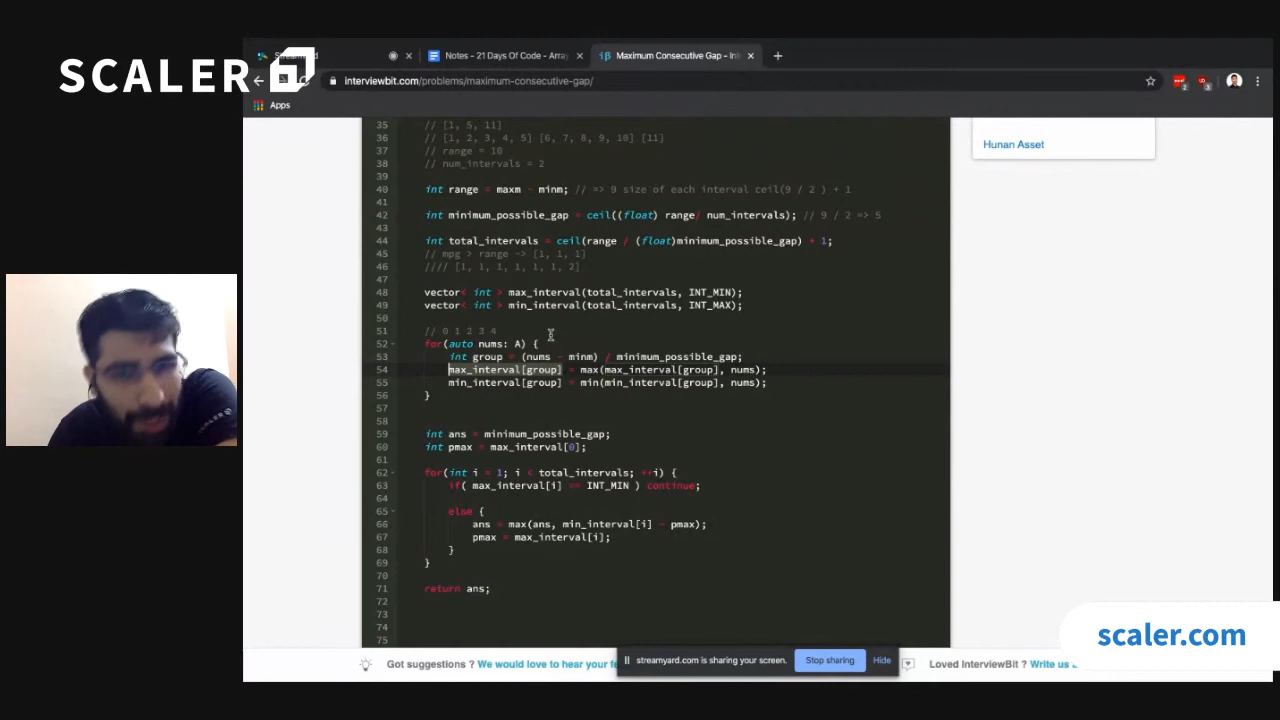 SCALER
Notes - 21 Days Of Code - Array
Maximum Consecutive Gap - Int
interviewbit.com/problems/maximum-consecutive-gap/
Apps
Hunan Asset
35 // [1, 5, 11]
36 // [1, 2, 3, 4, 5] [6, 7, 8, 9, 10] [11]
37 // range = 10
38 // num_intervals = 2
39
40 int range = maxm - minm; // => 9 size of each interval ceil(9 / 2 ) + 1
41
42 int minimum_possible_gap = ceil((float) range/ num_intervals); // 9 / 2 => 5
43
44 int total_intervals = ceil(range / (float)minimum_possible_gap) + 1;
45 // mpg > range -> [1, 1, 1]
46 //// [1, 1, 1, 1, 1, 1, 2]
47
48 vector< int > max_interval(total_intervals, INT_MIN);
49 vector< int > min_interval(total_intervals, INT_MAX);
50
51 // 0 1 2 3 4
52 for(auto nums: A) {
53 int group = (nums - minm) / minimum_possible_gap;
54 max_interval[group] = max(max_interval[group], nums);
55 min_interval[group] = min(min_interval[group], nums);
56 }
57
58
59 int ans = minimum_possible_gap;
60 int pmax = max_interval[0];
61
62 for(int i = 1; i < total_intervals; ++i) {
63 if( max_interval[i] == INT_MIN ) continue;
64
65 else {
66 ans = max(ans, min_interval[i] - pmax);
67 pmax = max_interval[i];
68 }
69 }
70
71 return ans;
72
73
74
75
Got suggestions ? We would love to hear your fe
streamyard.com is sharing your screen.
Stop sharing
Hide
Loved InterviewBit ? Write us
scaler.com